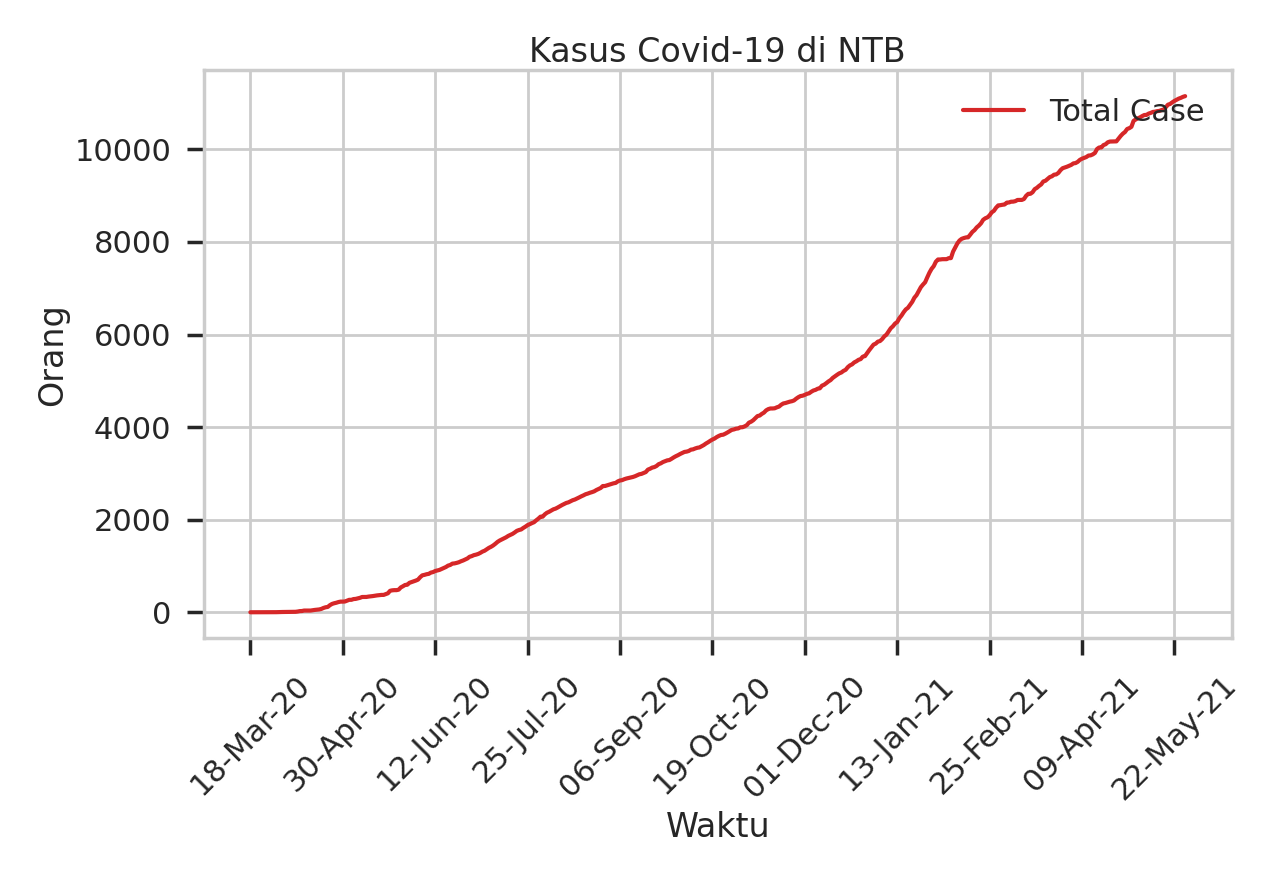 Kasus Covid-19 di NTB
Total Case
10000
8000
6000
4000
2000
0
Orang
18-Mar-20
30-Apr-20
12-Jun-20
25-Jul-20
06-Sep-20
19-Oct-20
01-Dec-20
13-Jan-21
25-Feb-21
09-Apr-21
22-May-21
Waktu